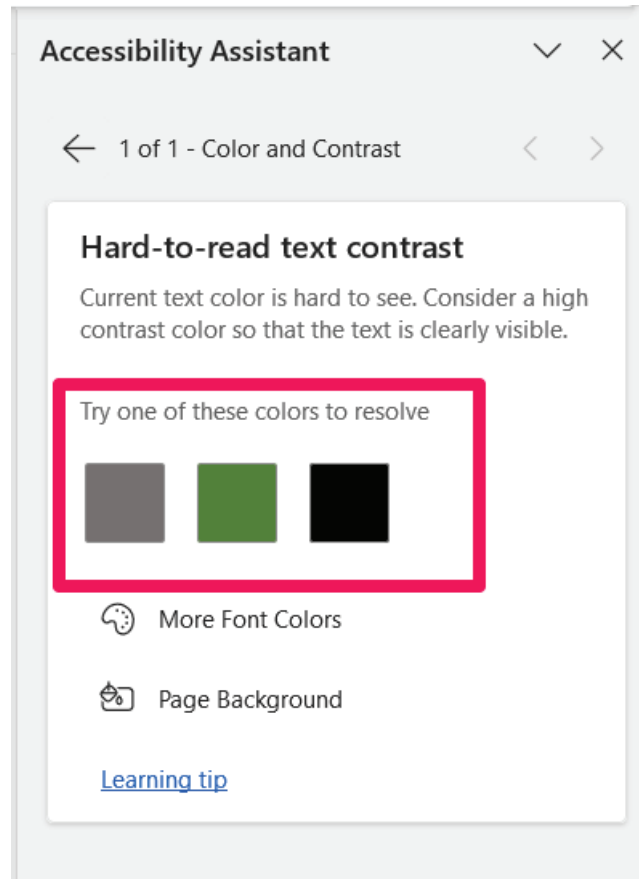 Accessibility Assistant
1 of 1 - Color and Contrast
Hard-to-read text contrast
Current text color is hard to see. Consider a high
contrast color so that the text is clearly visible.
Try one of these colors to resolve
More Font Colors
Page Background
Learning tip